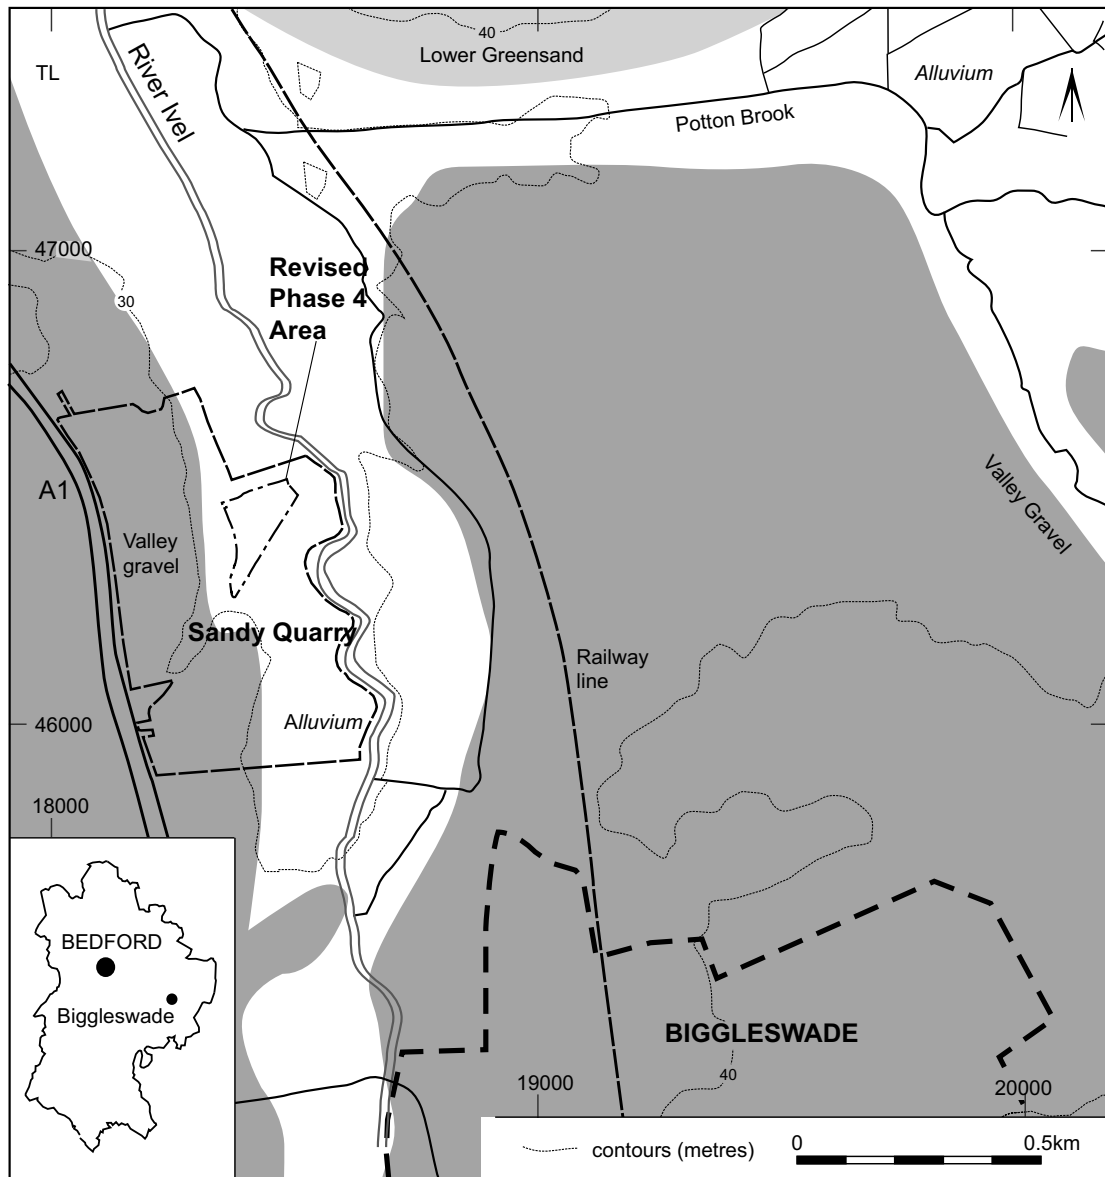 40
Lower Greensand
TL
River Ivel
Alluvium
Potton Brook
47000
Revised
Phase 4
Area
30
A1
Valley
gravel
Valley Gravel
Sandy Quarry
Railway
line
Alluvium
46000
18000
BEDFORD
Biggleswade
BIGGLESWADE
40
19000
20000
contours (metres)
0
0.5km